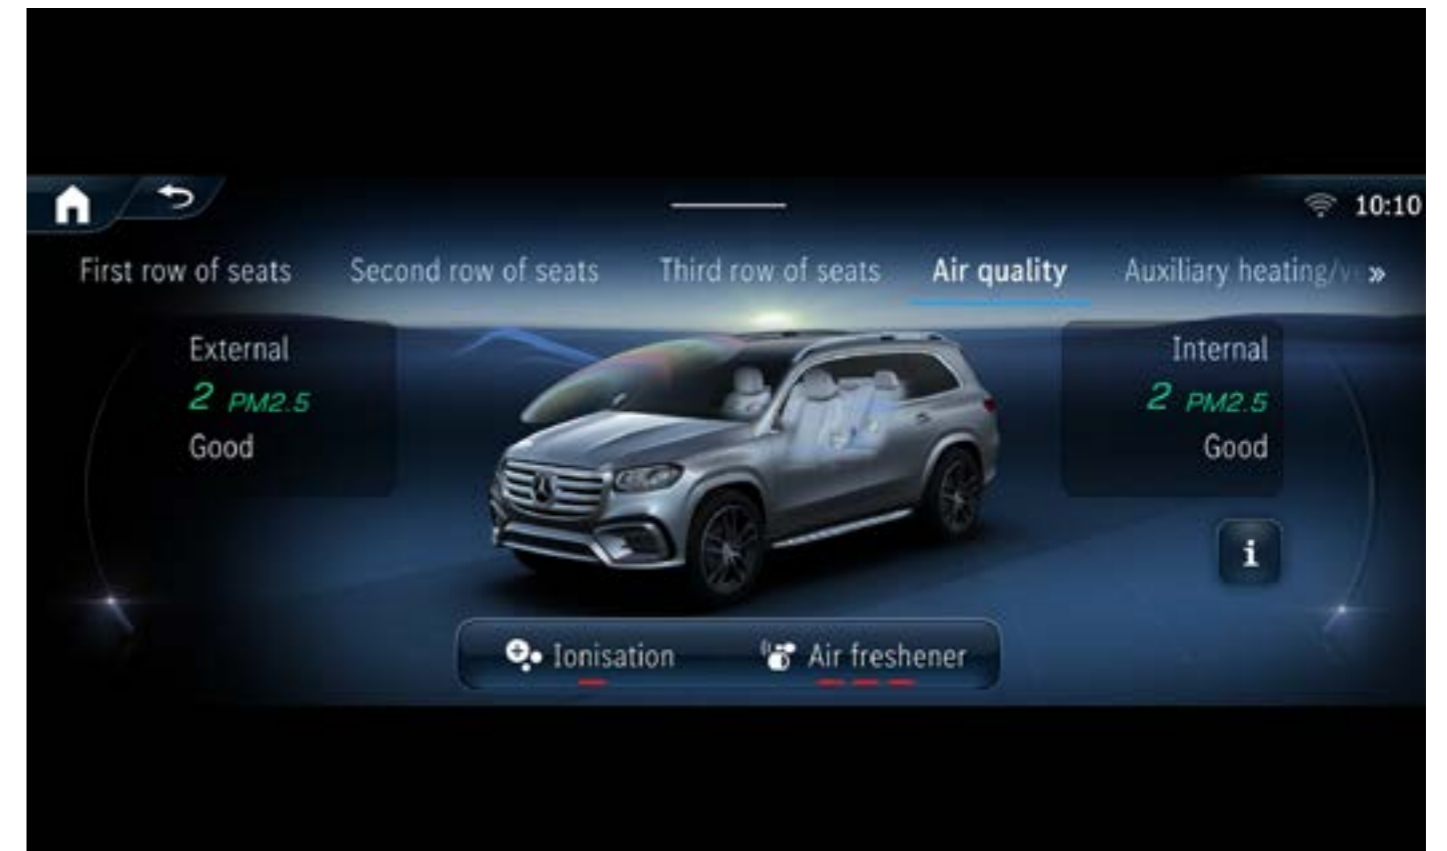 10:10
First row of seats
Second row of seats
Third row of seats
Air quality
Auxiliary heating/
External
2 PM2.5
Good
Internal
2 PM2.5
Good
i
Ionisation
Air freshener